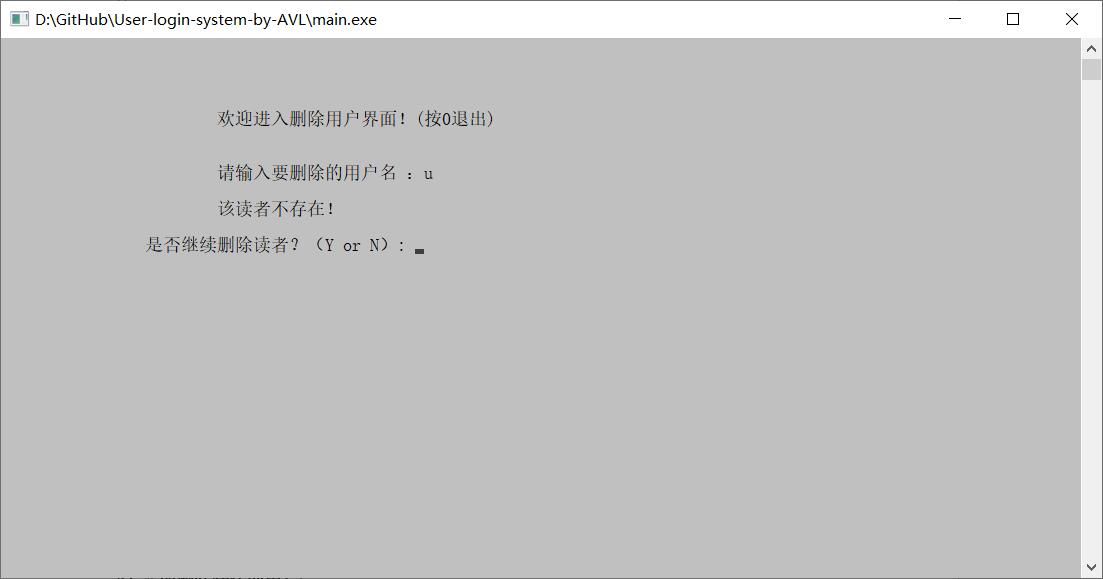 D:\GitHub\User-login-system-by-AVL\main.exe
欢迎进入删除用户界面!(按0退出)
请输入要删除的用户名 ：u
该读者不存在!
是否继续删除读者？（Y or N）: